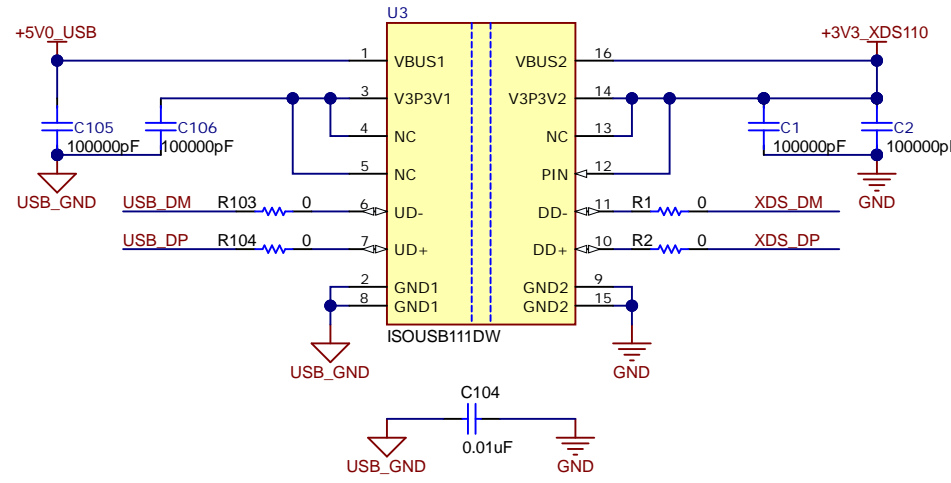 U3
+5V0_USB
+3V3_XDS110
1 VBUS1 VBUS2 16
3 V3P3V1 V3P3V2 14
C105 C106 C1 C2
4 NC NC 13
100000pF 100000pF 100000pF 100000pF
5 NC PIN 12
USB_GND GND
USB_DM R103 0 6 UD- DD- 11 R1 0 XDS_DM
USB_DP R104 0 7 UD+ DD+ 10 R2 0 XDS_DP
2 GND1 GND2 9
8 GND1 GND2 15
ISOUSB111DW
USB_GND GND
C104
0.01uF
USB_GND GND